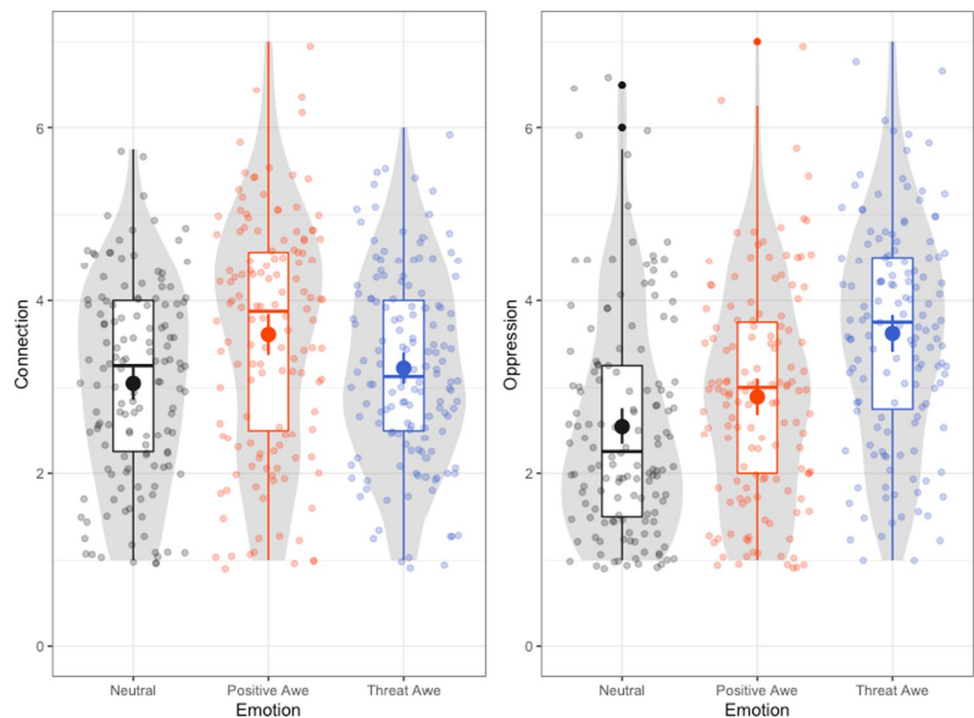 Connection
6
4
2
0
Neutral
Positive Awe
Threat Awe
Emotion
Oppression
6
4
2
0
Neutral
Positive Awe
Threat Awe
Emotion